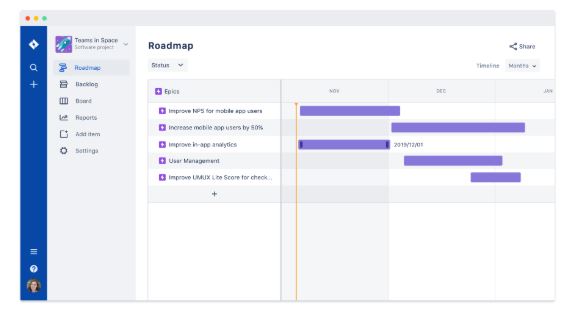 Teams in Space
Software project
Roadmap
Backlog
Board
Reports
Add item
Settings
Roadmap
Share
Status
Timeline
Months
Epics
NOV
DEC
JAN
Improve NPS for mobile app users
Increase mobile app users by 50%
Improve in-app analytics
2019/12/01
User Management
Improve UMUX Lite Score for check...